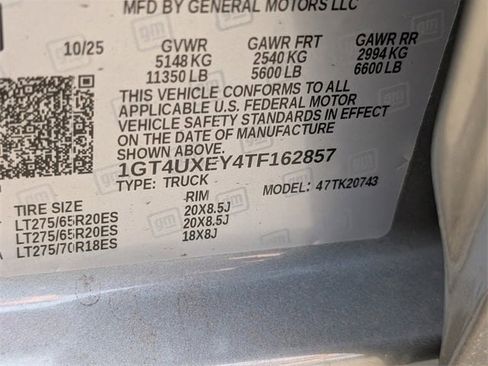 MFD BY GENERAL MOTORS LLC
10/25 GVWR GAWR FRT GAWR RR
5148 KG 2540 KG 2994 KG
11350 LB 5600 LB 6600 LB
THIS VEHICLE CONFORMS TO ALL
APPLICABLE U.S. FEDERAL MOTOR
VEHICLE SAFETY STANDARDS IN EFFECT
ON THE DATE OF MANUFACTURE
SHOWN ABOVE.
1GT4UXEY4TF162857
TYPE: TRUCK MODEL: 47TK20743
TIRE SIZE RIM
LT275/65R20ES 20X8.5J
LT275/65R20ES 20X8.5J
LT275/70R18ES 18X8J